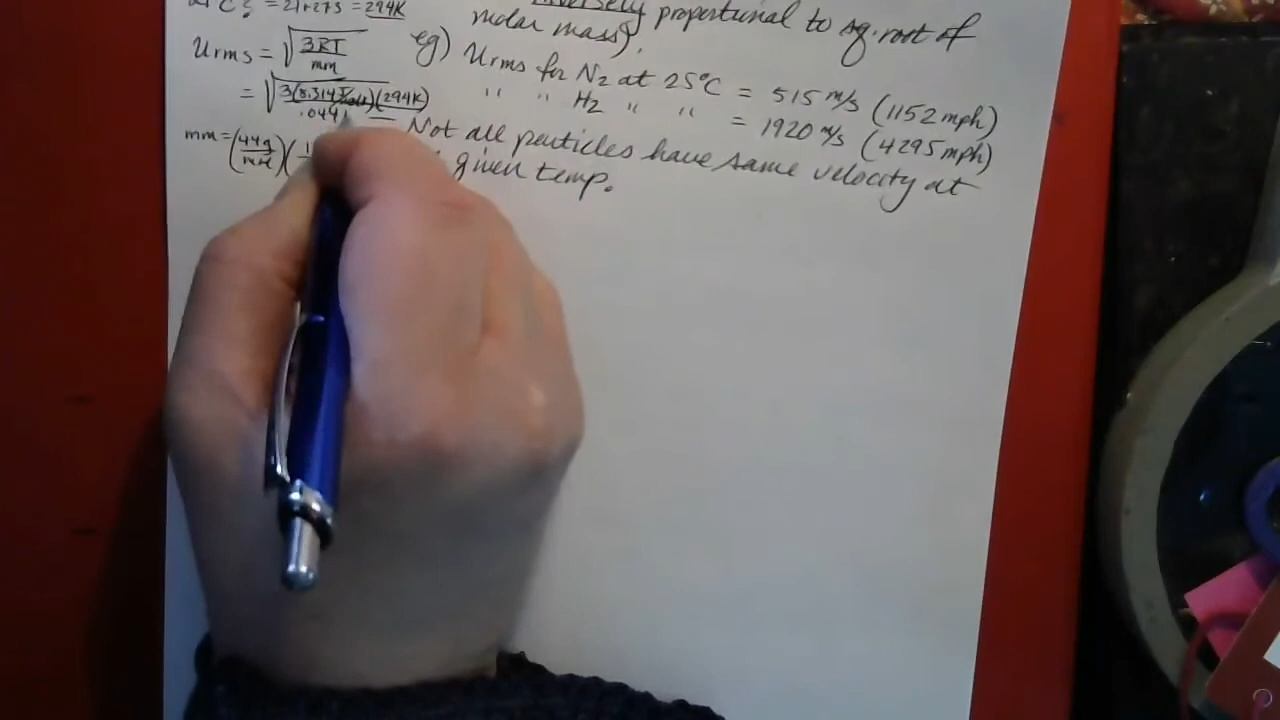 = 21+273 = 294K
inversely proportional to sq. root of
molar mass).
Urms = √3RT/mm
eg) Urms for N2 at 25°C = 515 m/s (1152 mph)
= √3(8.314)(294K)/.044
" " H2 " " = 1920 m/s (4295 mph)
mm = (44g
Not all particles have same velocity at
given temp.